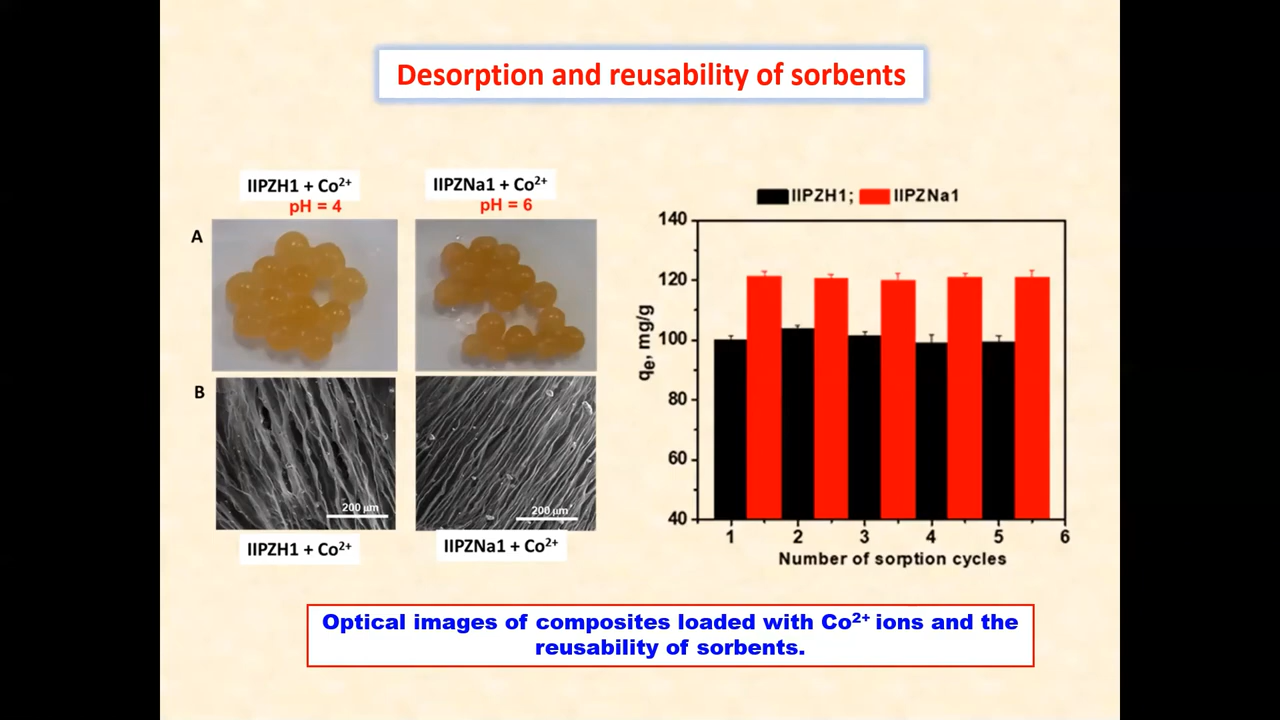 Desorption and reusability of sorbents
IIPZH1 + Co²⁺
pH = 4
IIPZNa1 + Co²⁺
pH = 6
A
B
200 µm
200 µm
IIPZH1 + Co²⁺
IIPZNa1 + Co²⁺
IIPZH1; IIPZNa1
140
120
100
80
60
40
qe, mg/g
1 2 3 4 5 6
Number of sorption cycles
Optical images of composites loaded with Co²⁺ ions and the
reusability of sorbents.